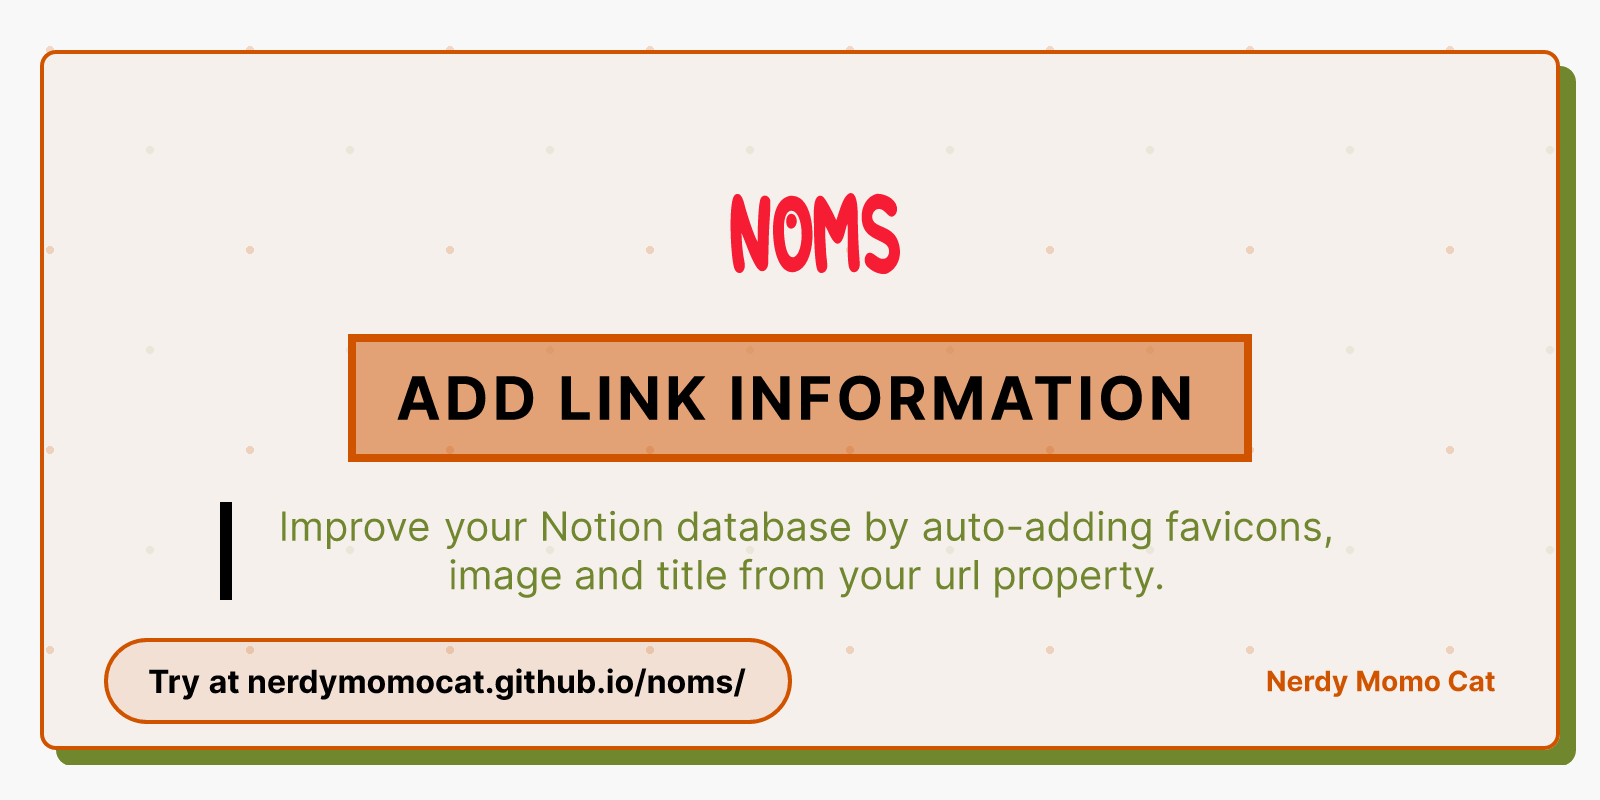 NOMS
ADD LINK INFORMATION
Improve your Notion database by auto-adding favicons,
image and title from your url property.
Try at nerdymomocat.github.io/noms/
Nerdy Momo Cat